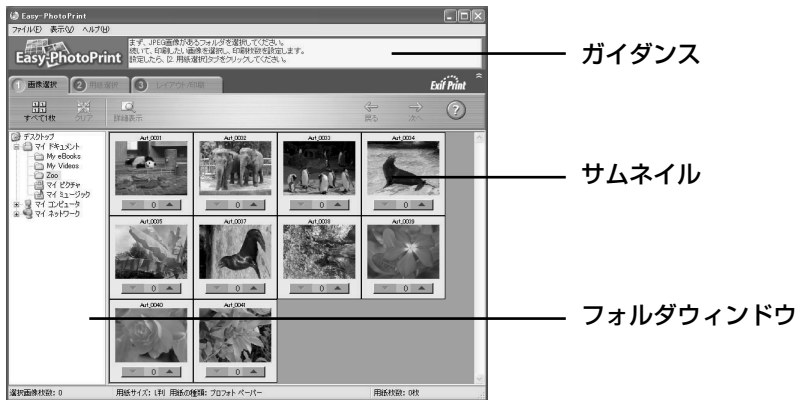 Easy-PhotoPrint
ファイル(F) 表示(V) ヘルプ(H)
Easy-PhotoPrint
まず、JPEG画像があるフォルダを選択してください。
続いて、印刷したい画像を選択し、印刷枚数を設定します。
設定したら、[2. 用紙選択]タブをクリックしてください。
ガイダンス
1 画像選択 2 用紙選択 3 レイアウト/印刷
Exif Print
すべて1枚 クリア 詳細表示 戻る 次へ ?
デスクトップ
マイ ドキュメント
My eBooks
My Videos
Zoo
マイ ピクチャ
マイ ミュージック
マイ コンピュータ
マイ ネットワーク
Aut_0001 Aut_0002 Aut_0003 Aut_0004
0 0 0 0
サムネイル
Aut_0005 Aut_0007 Aut_0008 Aut_0009
0 0 0 0
Aut_0040 Aut_0041
0 0
フォルダウィンドウ
選択画像枚数: 0 用紙サイズ: L判 用紙の種類: プロフォト ペーパー 用紙枚数: 0枚